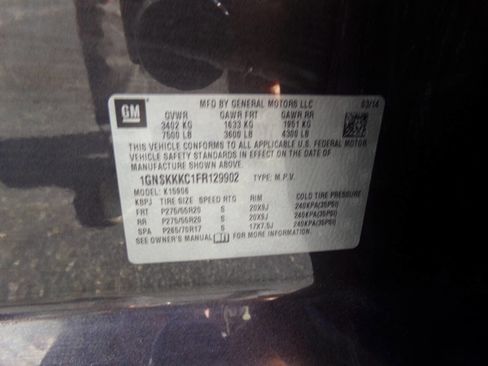 GM
MFD BY GENERAL MOTORS LLC 03/14
GVWR GAWR FRT GAWR RR
3402 KG 1633 KG 1951 KG
7500 LB 3600 LB 4300 LB
THIS VEHICLE CONFORMS TO ALL APPLICABLE U.S. FEDERAL MOTOR
VEHICLE SAFETY STANDARDS IN EFFECT ON THE DATE OF
MANUFACTURE SHOWN ABOVE.
1GNSKKKC1FR129902 TYPE: M.P.V.
MODEL: K15906
KBPJ TIRE SIZE SPEED RTG RIM COLD TIRE PRESSURE
FRT P275/55R20 S 20X9J 240KPA(35PSI)
RR P275/55R20 S 20X9J 240KPA(35PSI)
SPA P265/70R17 S 17X7.5J 240KPA(35PSI)
SEE OWNER'S MANUAL FOR MORE INFORMATION.